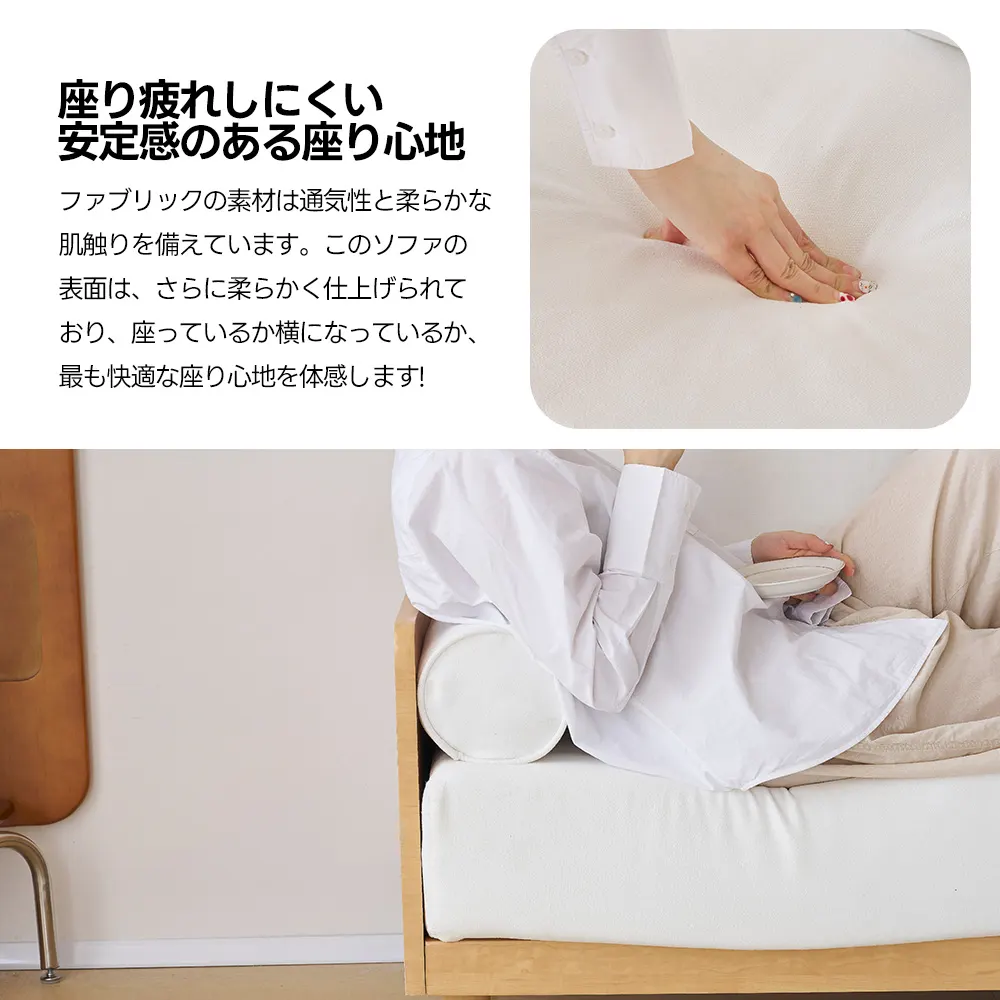 座り疲れしにくい
安定感のある座り心地
ファブリックの素材は通気性と柔らかな
肌触りを備えています。このソファの
表面は、さらに柔らかく仕上げられて
おり、座っているか横になっているか、
最も快適な座り心地を体感します!